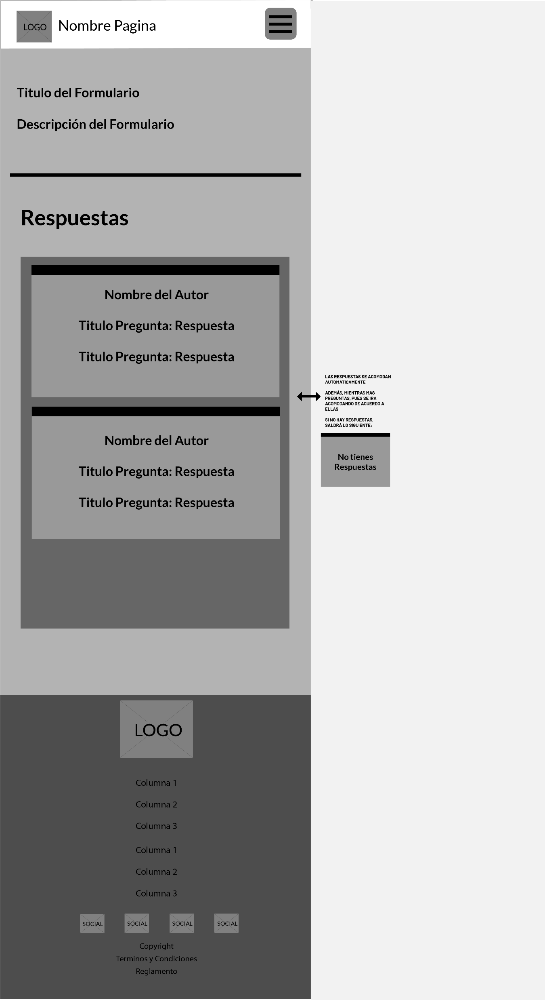 LOGO
Nombre Pagina
Titulo del Formulario
Descripción del Formulario
Respuestas
Nombre del Autor
Titulo Pregunta: Respuesta
Titulo Pregunta: Respuesta
Nombre del Autor
Titulo Pregunta: Respuesta
Titulo Pregunta: Respuesta
LAS RESPUESTAS SE ACOMODAN
AUTOMATICAMENTE
ADEMÁS, MIENTRAS MAS
PREGUNTAS, PUES SE IRA
ACOMODANDO DE ACUERDO A
ELLAS
SI NO HAY RESPUESTAS,
SALDRÁ LO SIGUIENTE:
No tienes
Respuestas
LOGO
Columna 1
Columna 2
Columna 3
Columna 1
Columna 2
Columna 3
SOCIAL
SOCIAL
SOCIAL
SOCIAL
Copyright
Terminos y Condiciones
Reglamento